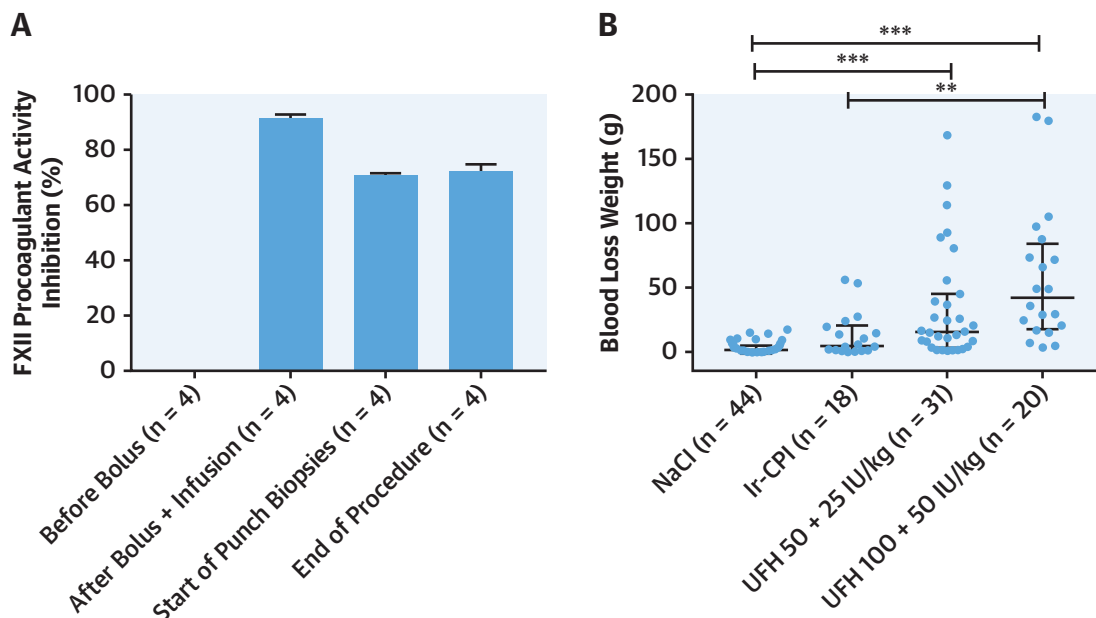 A
FXII Procoagulant Activity
Inhibition (%)
100
80
60
40
20
0
Before Bolus (n = 4)
After Bolus + Infusion (n = 4)
Start of Punch Biopsies (n = 4)
End of Procedure (n = 4)
B
***
***
**
Blood Loss Weight (g)
200
150
100
50
0
NaCl (n = 44)
Ir-CPI (n = 18)
UFH 50 + 25 IU/kg (n = 31)
UFH 100 + 50 IU/kg (n = 20)